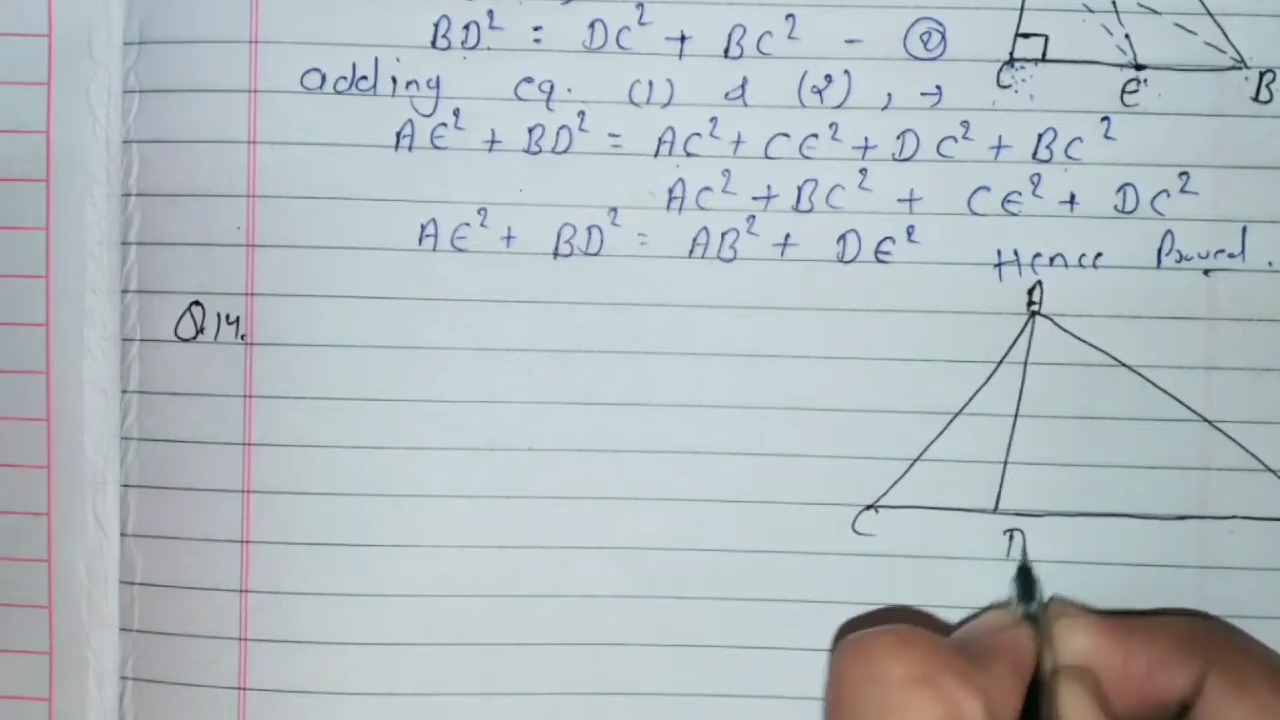 BD² = DC² + BC² - ②
C E B
adding eq. (1) & (2), →
AE² + BD² = AC² + CE² + DC² + BC²
AC² + BC² + CE² + DC²
AE² + BD² = AB² + DE² Hence Proved.
Q.14.
A
C
D